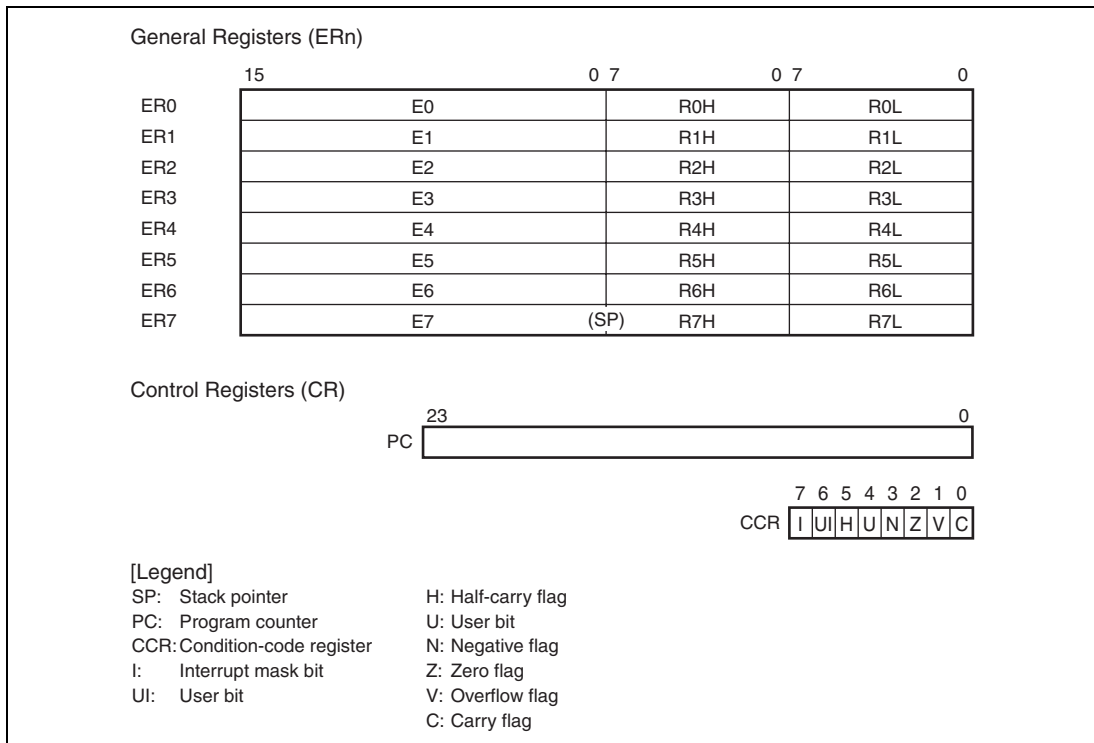 General Registers (ERn)
15 0 7 0 7 0
ER0 E0 R0H R0L
ER1 E1 R1H R1L
ER2 E2 R2H R2L
ER3 E3 R3H R3L
ER4 E4 R4H R4L
ER5 E5 R5H R5L
ER6 E6 R6H R6L
ER7 E7 (SP) R7H R7L
Control Registers (CR)
23 0
PC
7 6 5 4 3 2 1 0
CCR I UI H U N Z V C
[Legend]
SP: Stack pointer
PC: Program counter
CCR: Condition-code register
I: Interrupt mask bit
UI: User bit
H: Half-carry flag
U: User bit
N: Negative flag
Z: Zero flag
V: Overflow flag
C: Carry flag